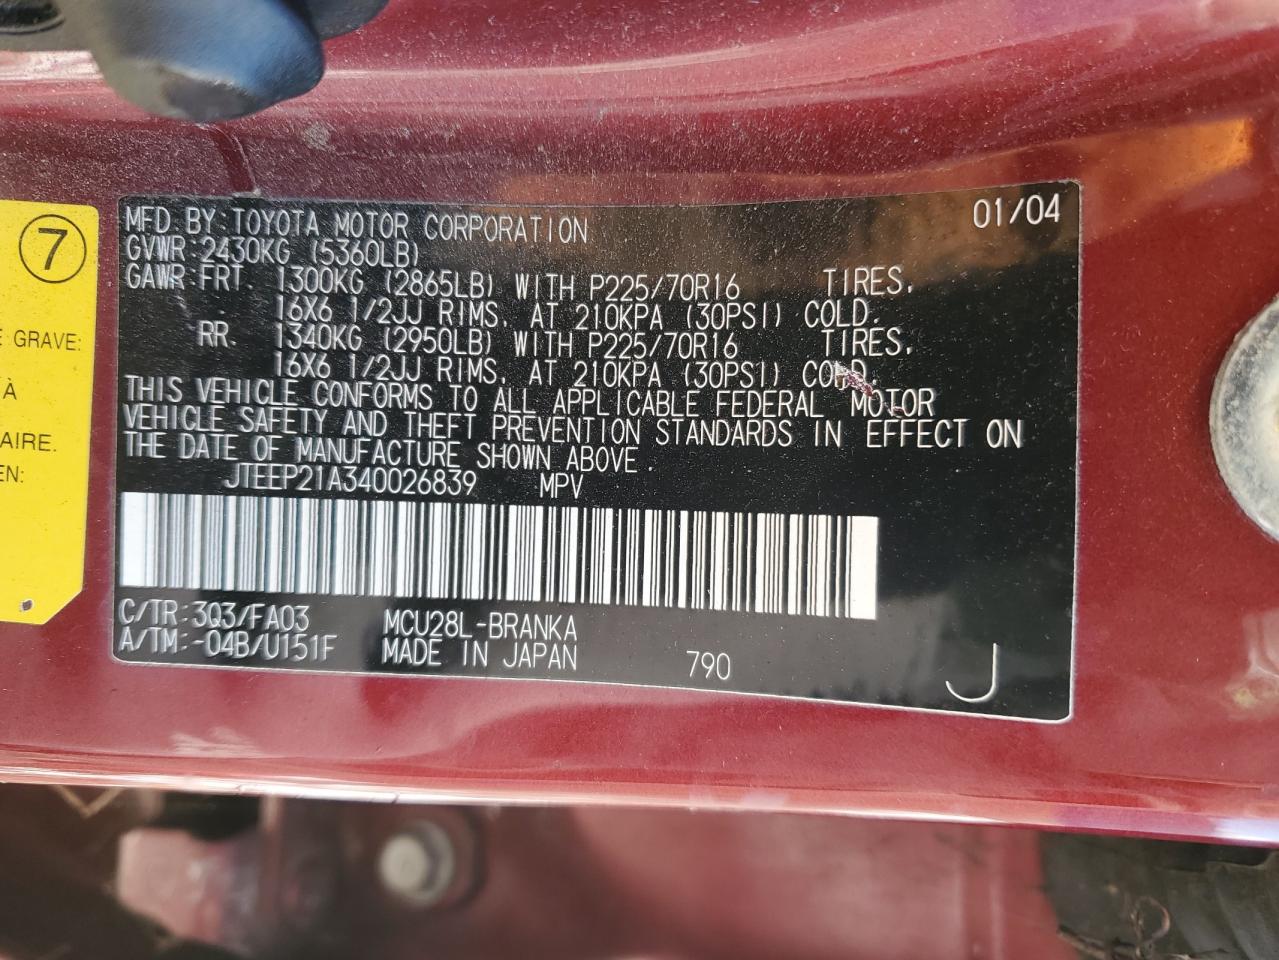 7
E GRAVE:
À
AIRE.
EN:
MFD BY:TOYOTA MOTOR CORPORATION 01/04
GVWR:2430KG (5360LB)
GAWR:FRT. 1300KG (2865LB) WITH P225/70R16 TIRES,
16X6 1/2JJ RIMS, AT 210KPA (30PSI) COLD.
RR. 1340KG (2950LB) WITH P225/70R16 TIRES,
16X6 1/2JJ RIMS, AT 210KPA (30PSI) COLD.
THIS VEHICLE CONFORMS TO ALL APPLICABLE FEDERAL MOTOR
VEHICLE SAFETY AND THEFT PREVENTION STANDARDS IN EFFECT ON
THE DATE OF MANUFACTURE SHOWN ABOVE.
JTEEP21A340026839 MPV
C/TR:3Q3/FA03 MCU28L-BRANKA
A/TM:-04B/U151F MADE IN JAPAN 790 J